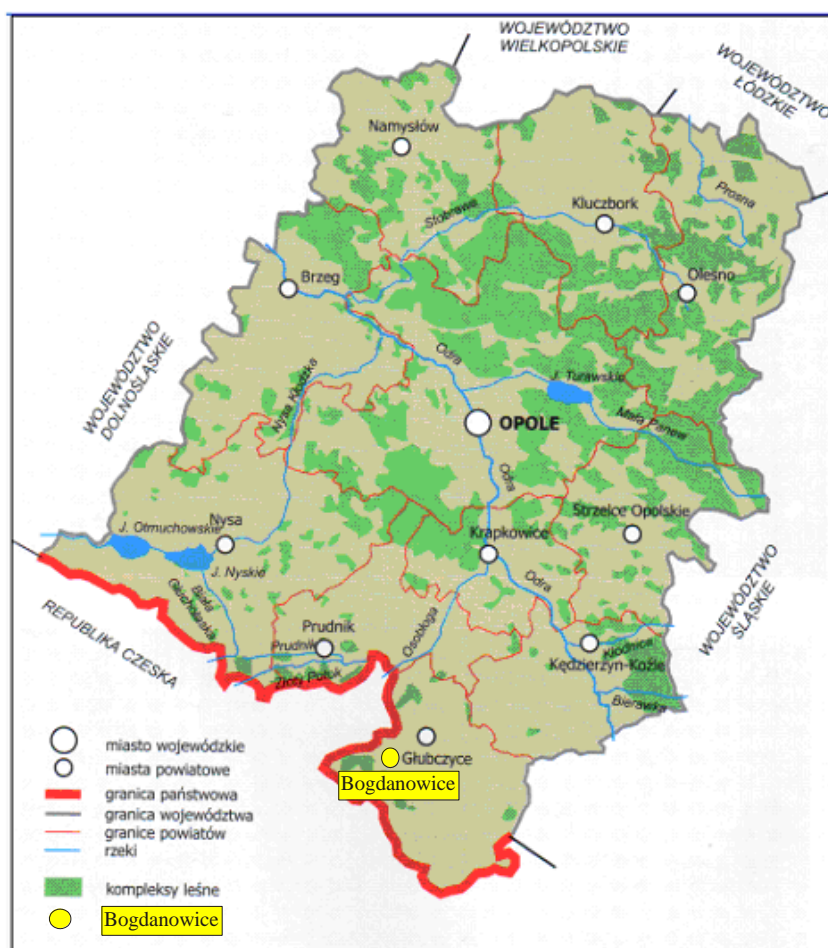 WOJEWÓDZTWO
WIELKOPOLSKIE
WOJEWÓDZTWO
ŁÓDZKIE
Namysłów
Prosna
Stobrawa
Kluczbork
Olesno
Brzeg
WOJEWÓDZTWO
DOLNOŚLĄSKIE
Odra
J. Turawskie
Nysa Kłodzka
Mała Panew
OPOLE
Odra
J. Otmuchowskie
Nysa
Strzelce Opolskie
Krapkowice
J. Nyskie
Biała
Głuchołaska
Odra
WOJEWÓDZTWO
ŚLĄSKIE
REPUBLIKA CZESKA
Osobłoga
Prudnik
Prudnik
Złoty Potok
Kłodnica
Kędzierzyn-Koźle
Bierawka
Głubczyce
Bogdanowice
miasto wojewódzkie
miasta powiatowe
granica państwowa
granica województwa
granice powiatów
rzeki
kompleksy leśne
Bogdanowice